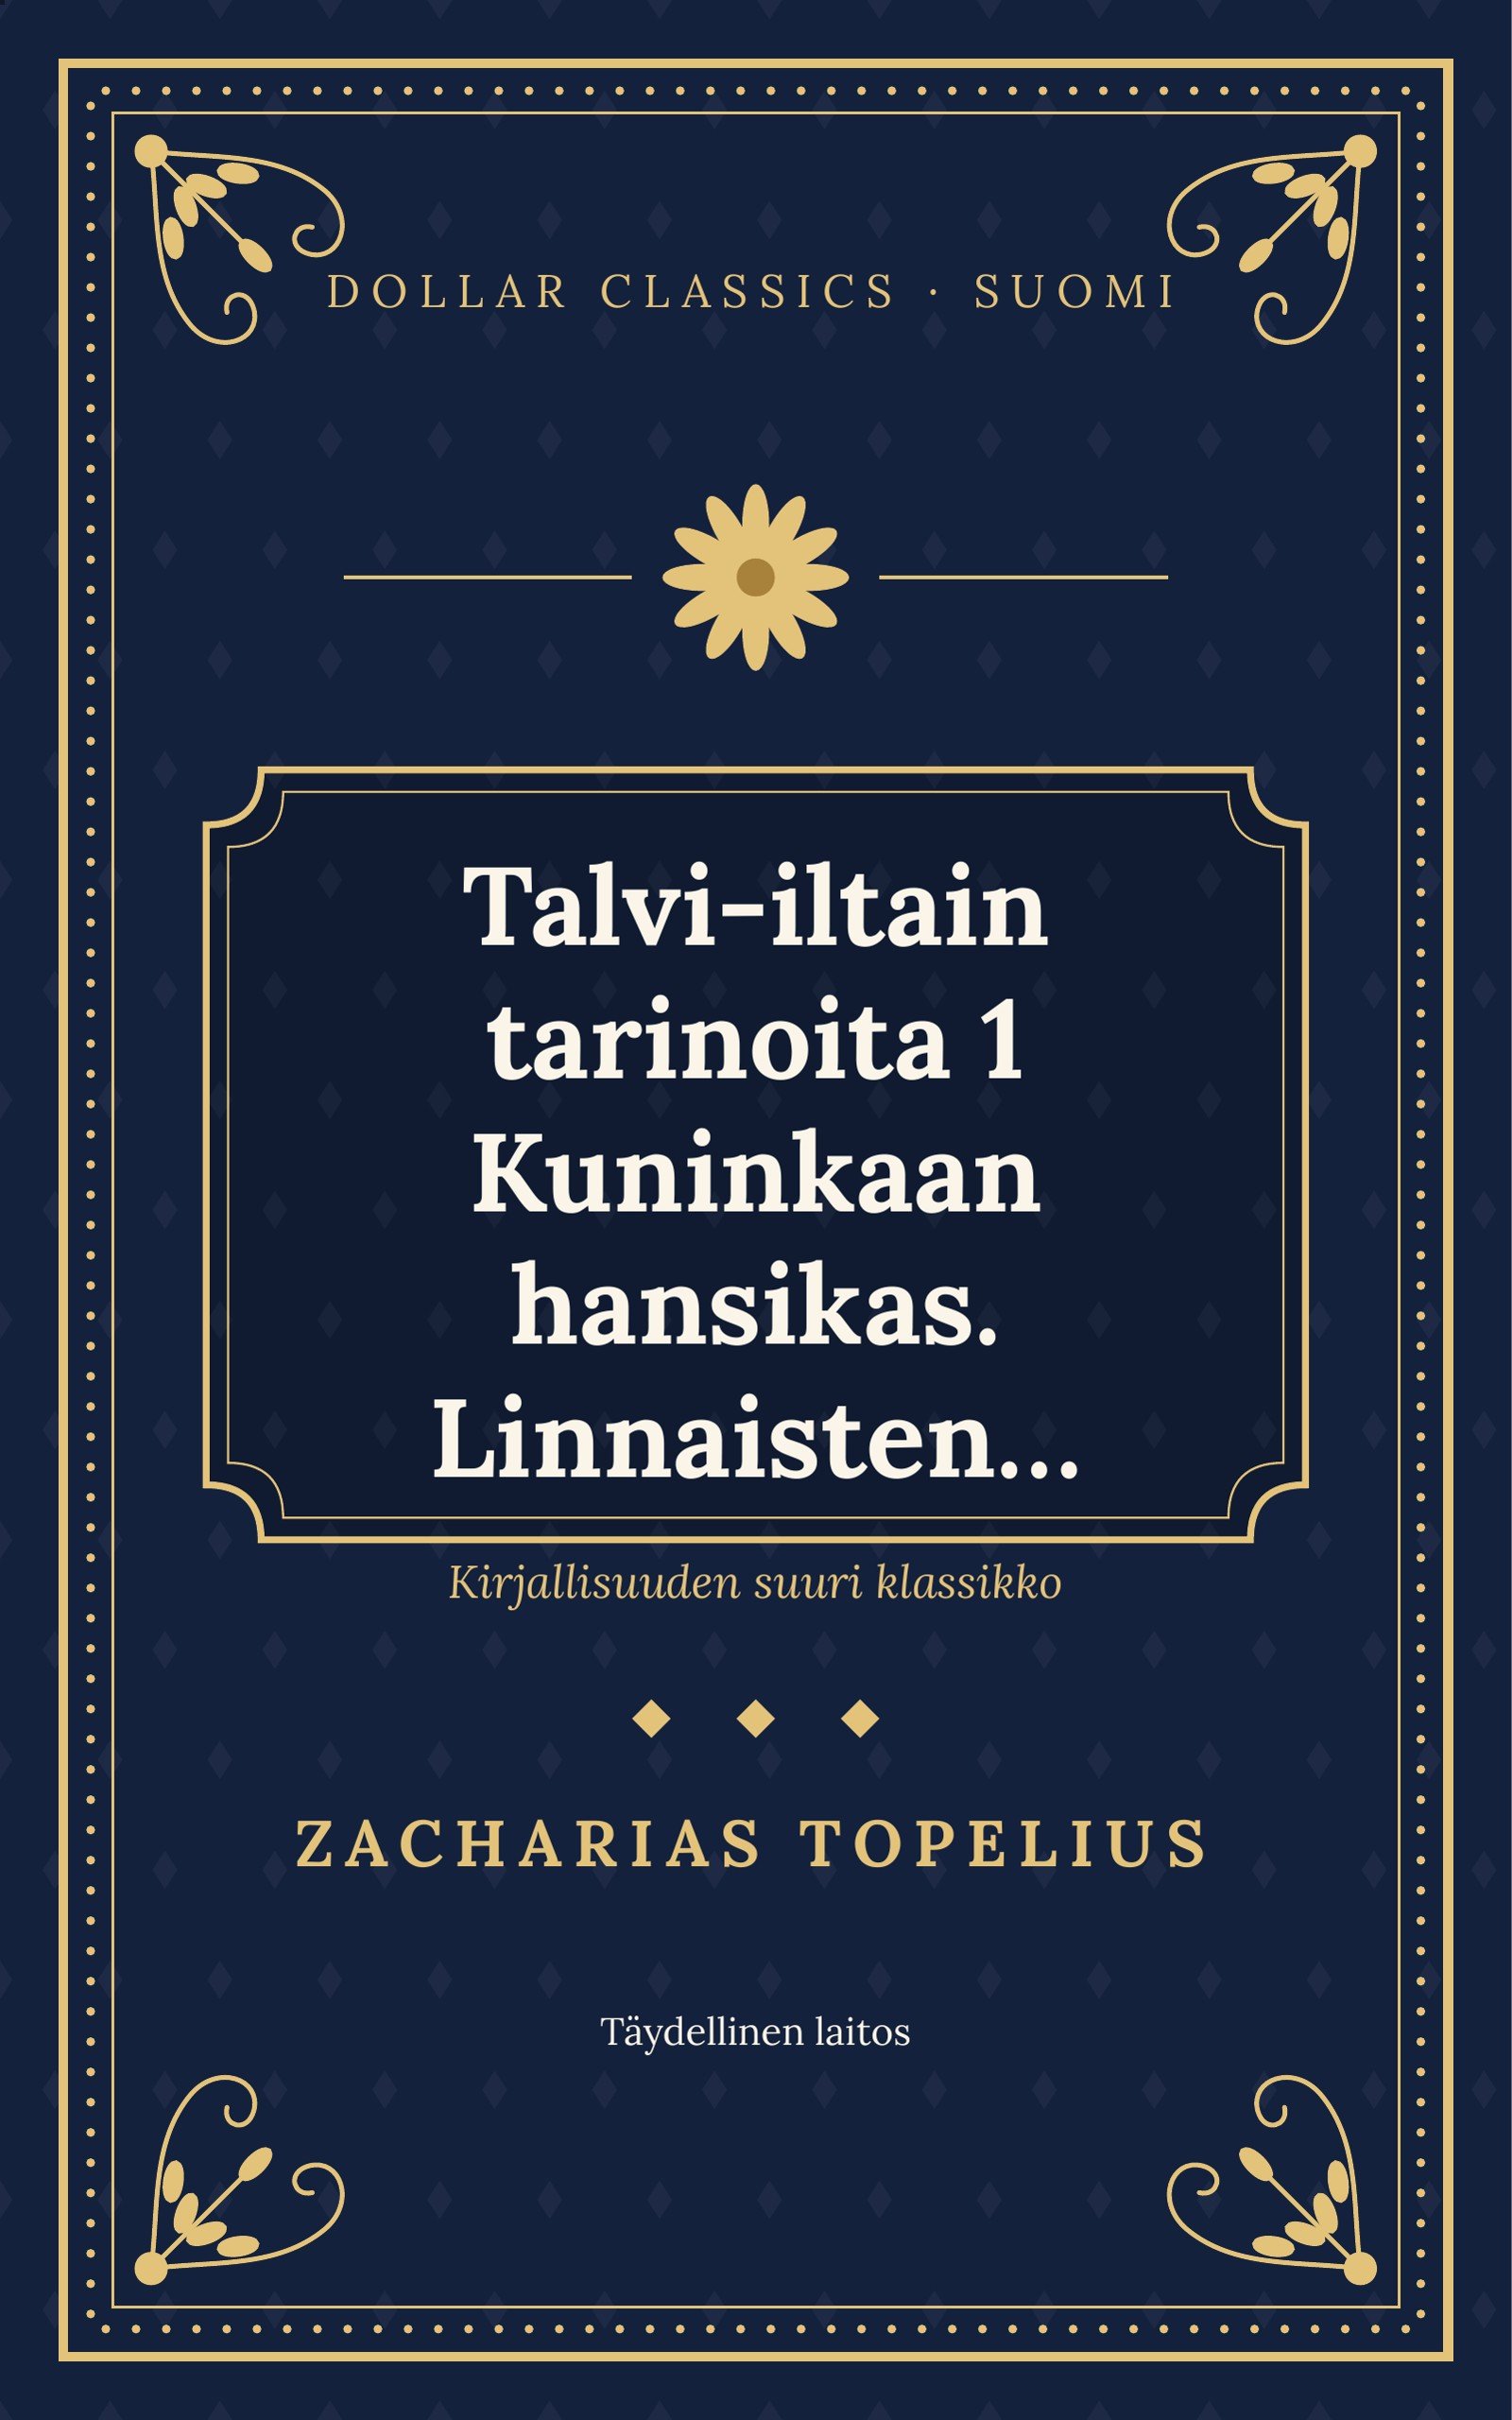 DOLLAR CLASSICS · SUOMI
Talvi-iltain
tarinoita 1
Kuninkaan
hansikas.
Linnaisten...
Kirjallisuuden suuri klassikko
ZACHARIAS TOPELIUS
Täydellinen laitos